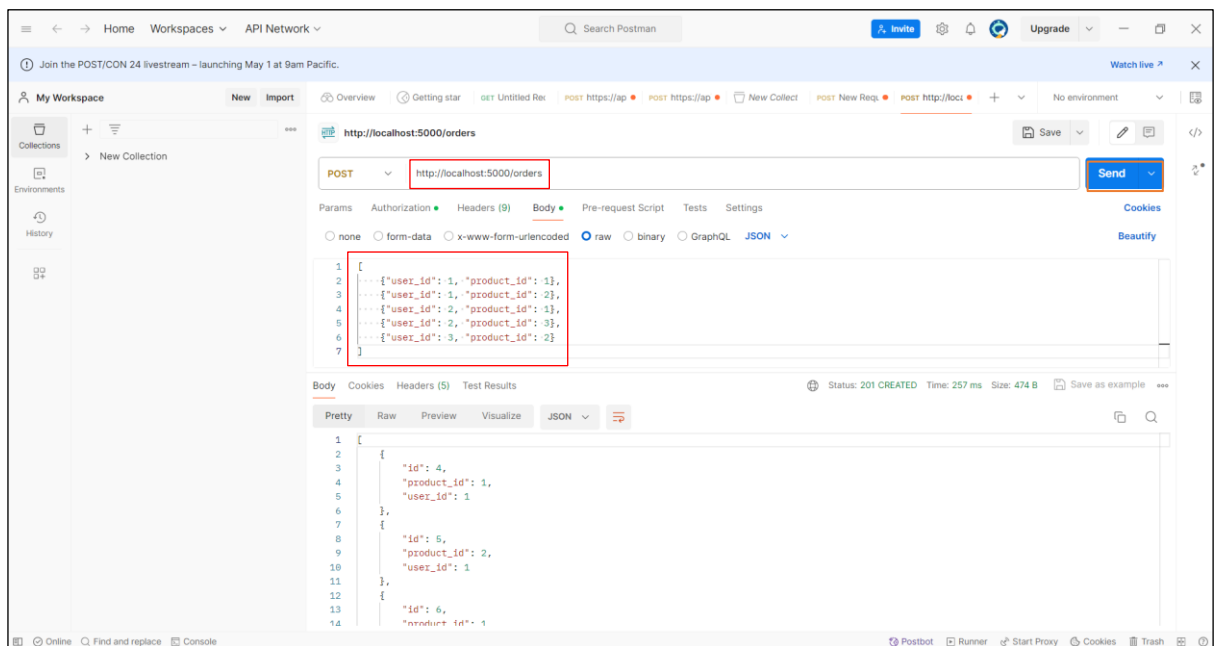 Home Workspaces API Network Search Postman Invite Upgrade
Join the POST/CON 24 livestream – launching May 1 at 9am Pacific. Watch live
My Workspace New Import Overview Getting star GET Untitled Rec POST https://ap POST https://ap New Collect POST New Requ. POST http://loca No environment
Collections
Environments
History
New Collection
HTTP http://localhost:5000/orders Save
POST http://localhost:5000/orders Send
Params Authorization Headers (9) Body Pre-request Script Tests Settings Cookies
none form-data x-www-form-urlencoded raw binary GraphQL JSON Beautify
1 [
2 {"user_id": 1, "product_id": 1},
3 {"user_id": 1, "product_id": 2},
4 {"user_id": 2, "product_id": 1},
5 {"user_id": 2, "product_id": 3},
6 {"user_id": 3, "product_id": 2}
7 ]
Body Cookies Headers (5) Test Results Status: 201 CREATED Time: 257 ms Size: 474 B Save as example
Pretty Raw Preview Visualize JSON
1 [
2 {
3 "id": 4,
4 "product_id": 1,
5 "user_id": 1
6 },
7 {
8 "id": 5,
9 "product_id": 2,
10 "user_id": 1
11 },
12 {
13 "id": 6,
14 "product_id": 1
Online Find and replace Console Postbot Runner Start Proxy Cookies Trash